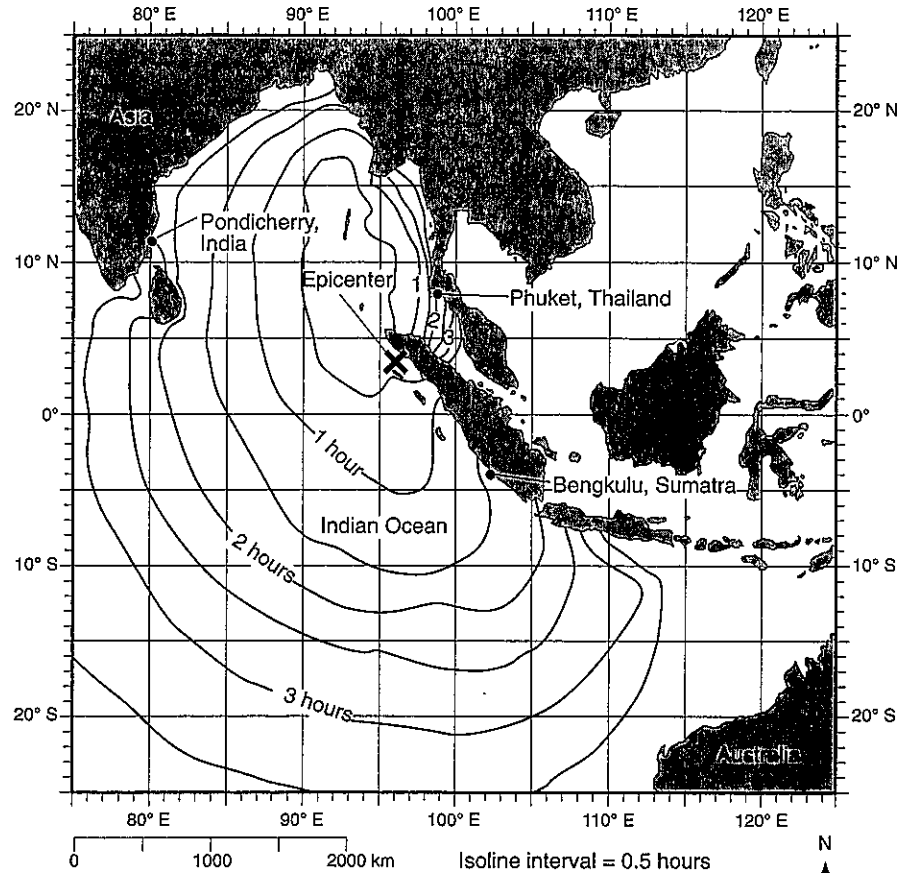 80° E 90° E 100° E 110° E 120° E
20° N 20° N
Asia
Pondicherry,
India
10° N 10° N
Epicenter
1
Phuket, Thailand
2
3
0° 0°
1 hour
Bengkulu, Sumatra
Indian Ocean
2 hours
10° S 10° S
3 hours
20° S 20° S
Australia
80° E 90° E 100° E 110° E 120° E
0 1000 2000 km
Isoline interval = 0.5 hours
N